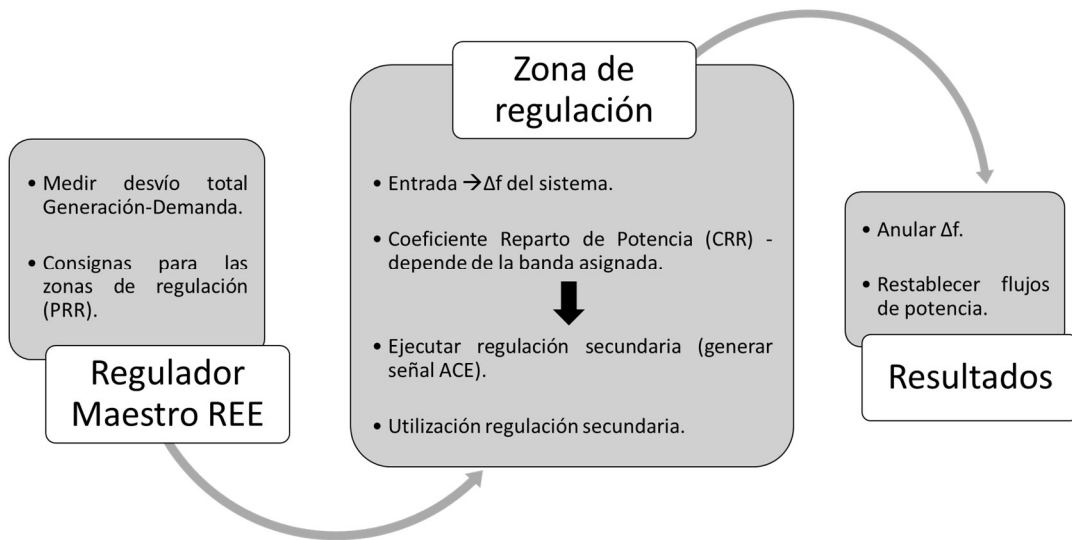 • Medir desvío total
Generación-Demanda.
• Consignas para las
zonas de regulación
(PRR).
Regulador
Maestro REE
Zona de
regulación
• Entrada →Δf del sistema.
• Coeficiente Reparto de Potencia (CRR) -
depende de la banda asignada.
• Ejecutar regulación secundaria (generar
señal ACE).
• Utilización regulación secundaria.
• Anular Δf.
• Restablecer flujos
de potencia.
Resultados